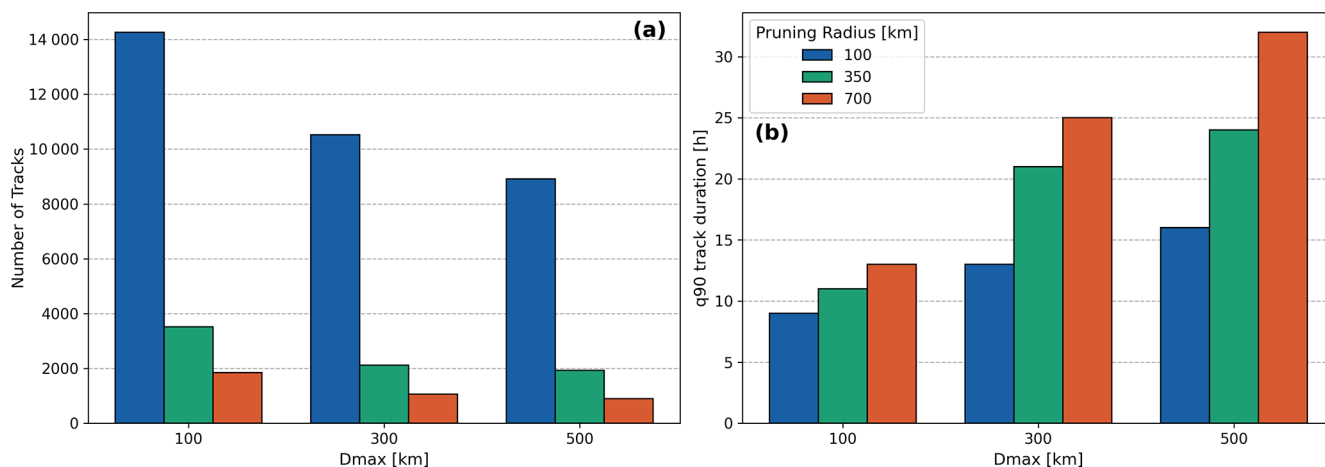 (a)
14 000
12 000
10 000
8000
6000
4000
2000
0
Number of Tracks
100 300 500
Dmax [km]
Pruning Radius [km]
100
350
700
(b)
30
25
20
15
10
5
0
q90 track duration [h]
100 300 500
Dmax [km]